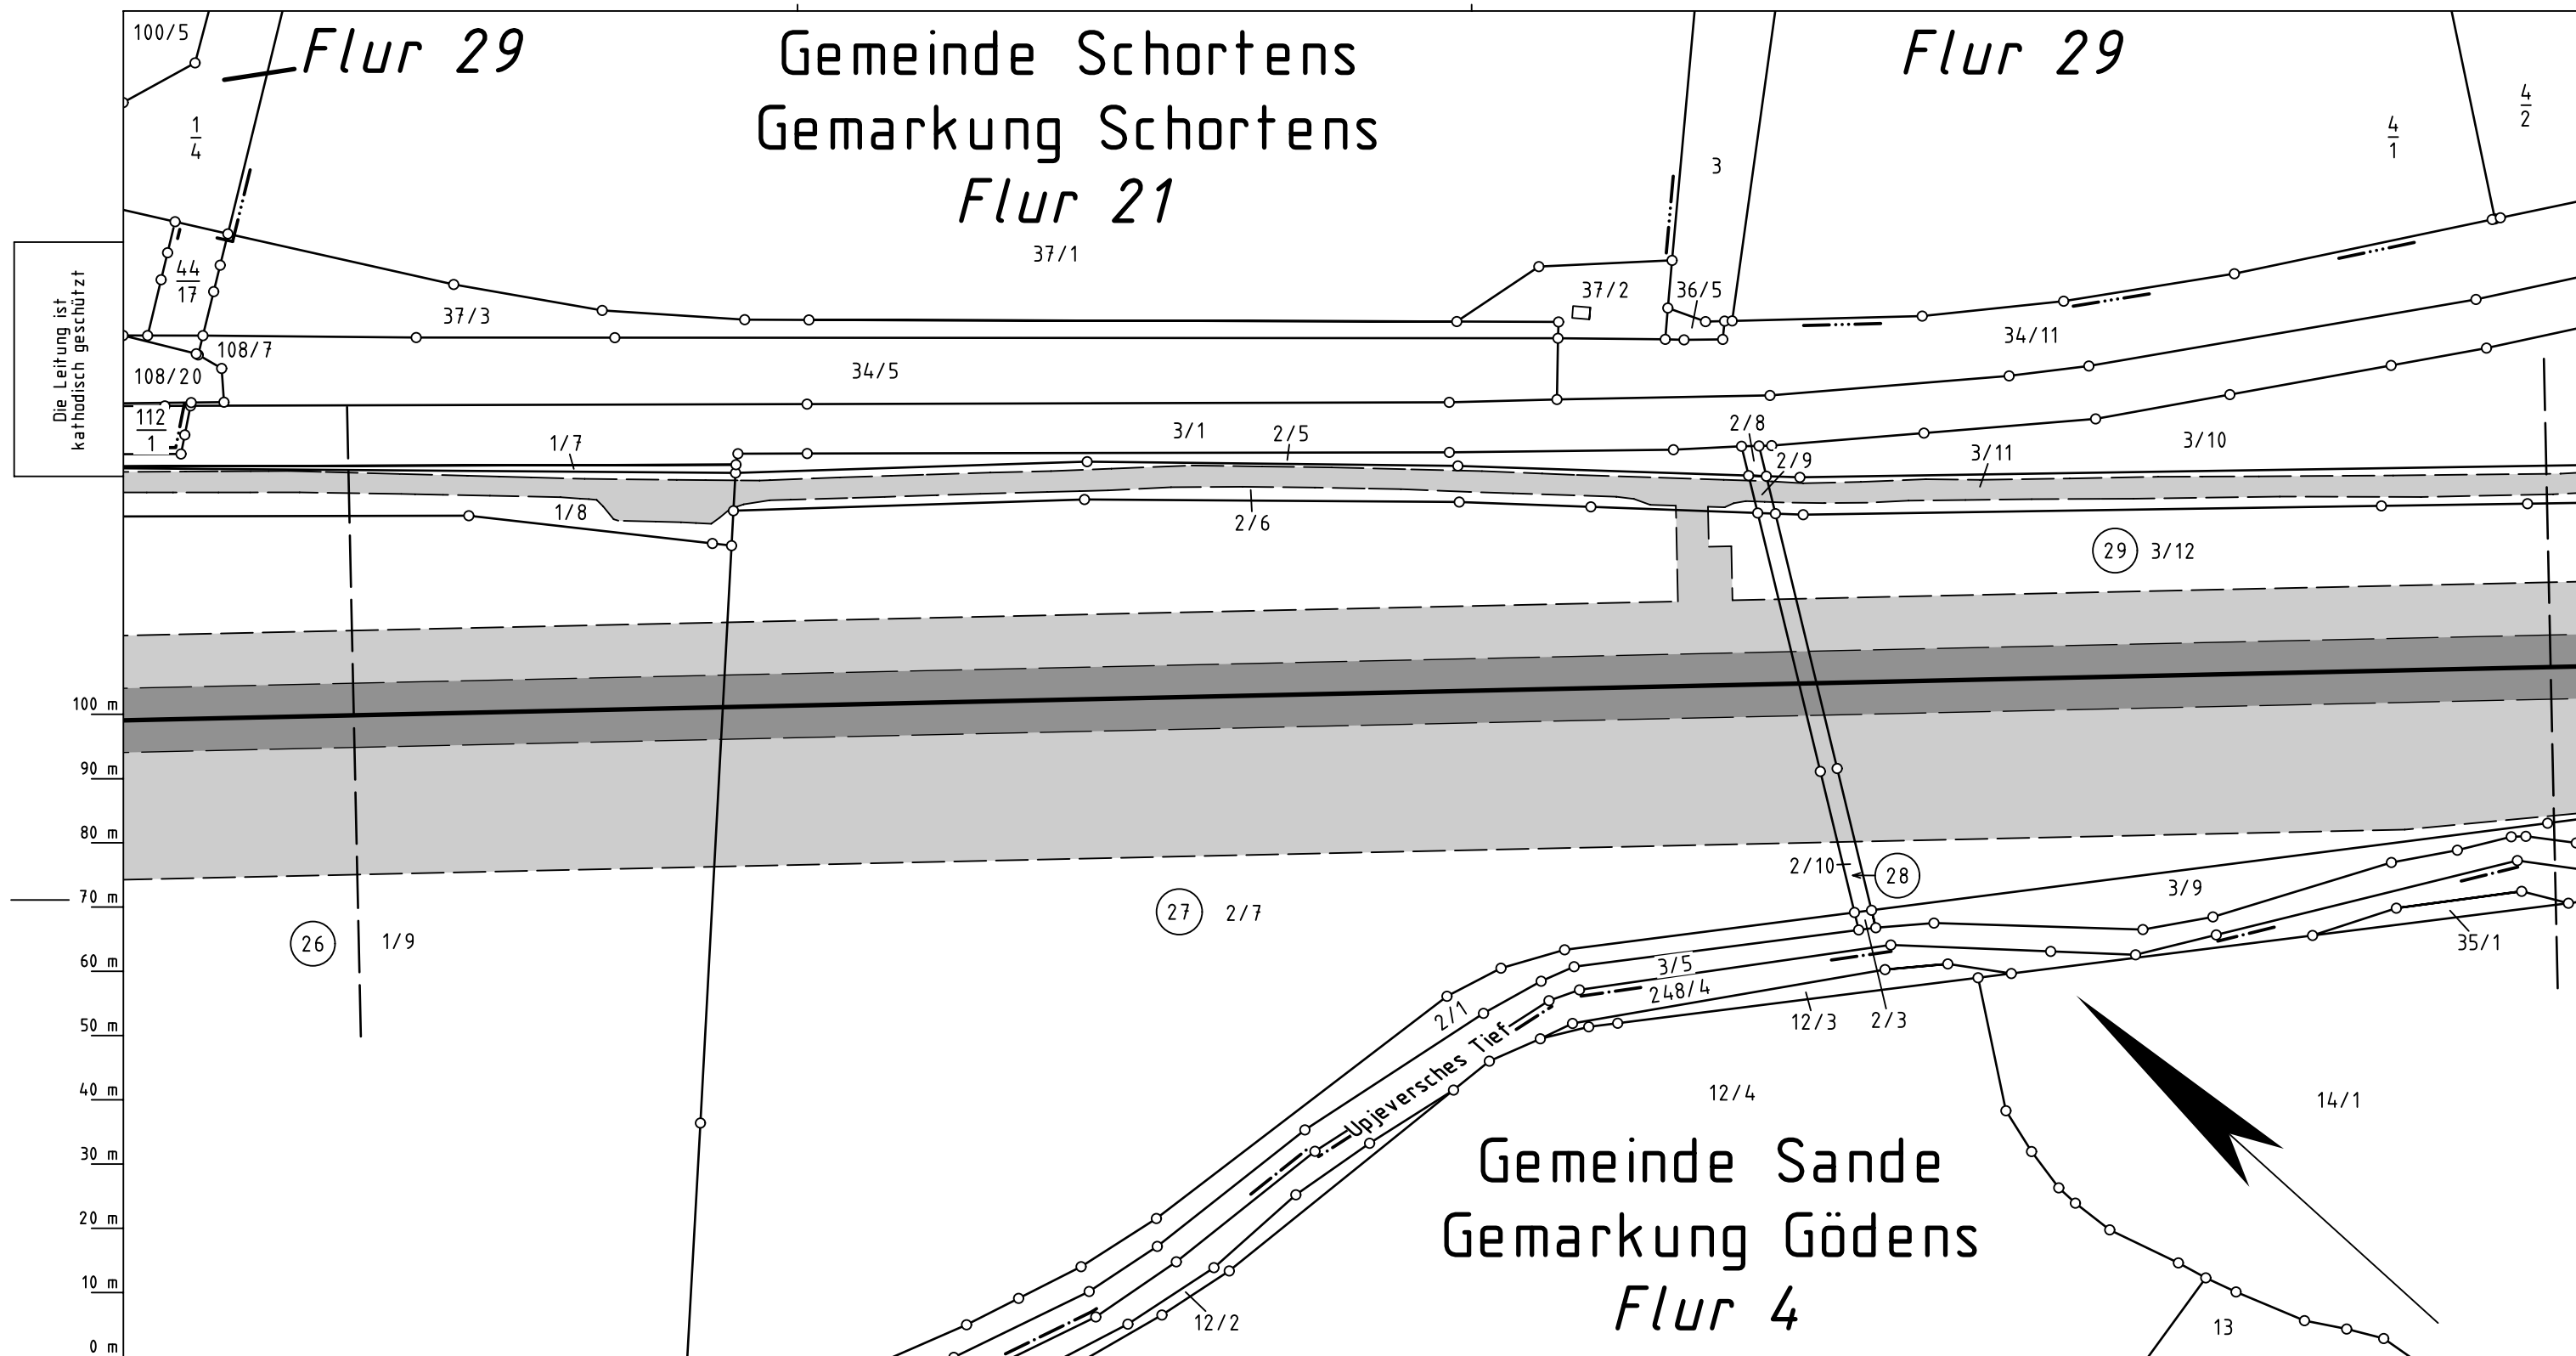 100/5
Flur 29
Gemeinde Schortens
Flur 29
Gemarkung Schortens
Flur 21
1
4
3
4
1
4
2
37/1
44
17
37/3
37/2
36/5
34/11
108/7
108/20
34/5
112
1
1/7
3/1
2/5
2/8
2/9
3/11
3/10
1/8
2/6
29
3/12
Die Leitung ist
kathodisch geschützt
100 m
90 m
80 m
70 m
60 m
50 m
40 m
30 m
20 m
10 m
0 m
2/10
28
3/9
27
2/7
26
1/9
35/1
3/5
248/4
2/1
12/3
2/3
Upjeversches Tief
12/4
14/1
Gemeinde Sande
Gemarkung Gödens
Flur 4
12/2
13